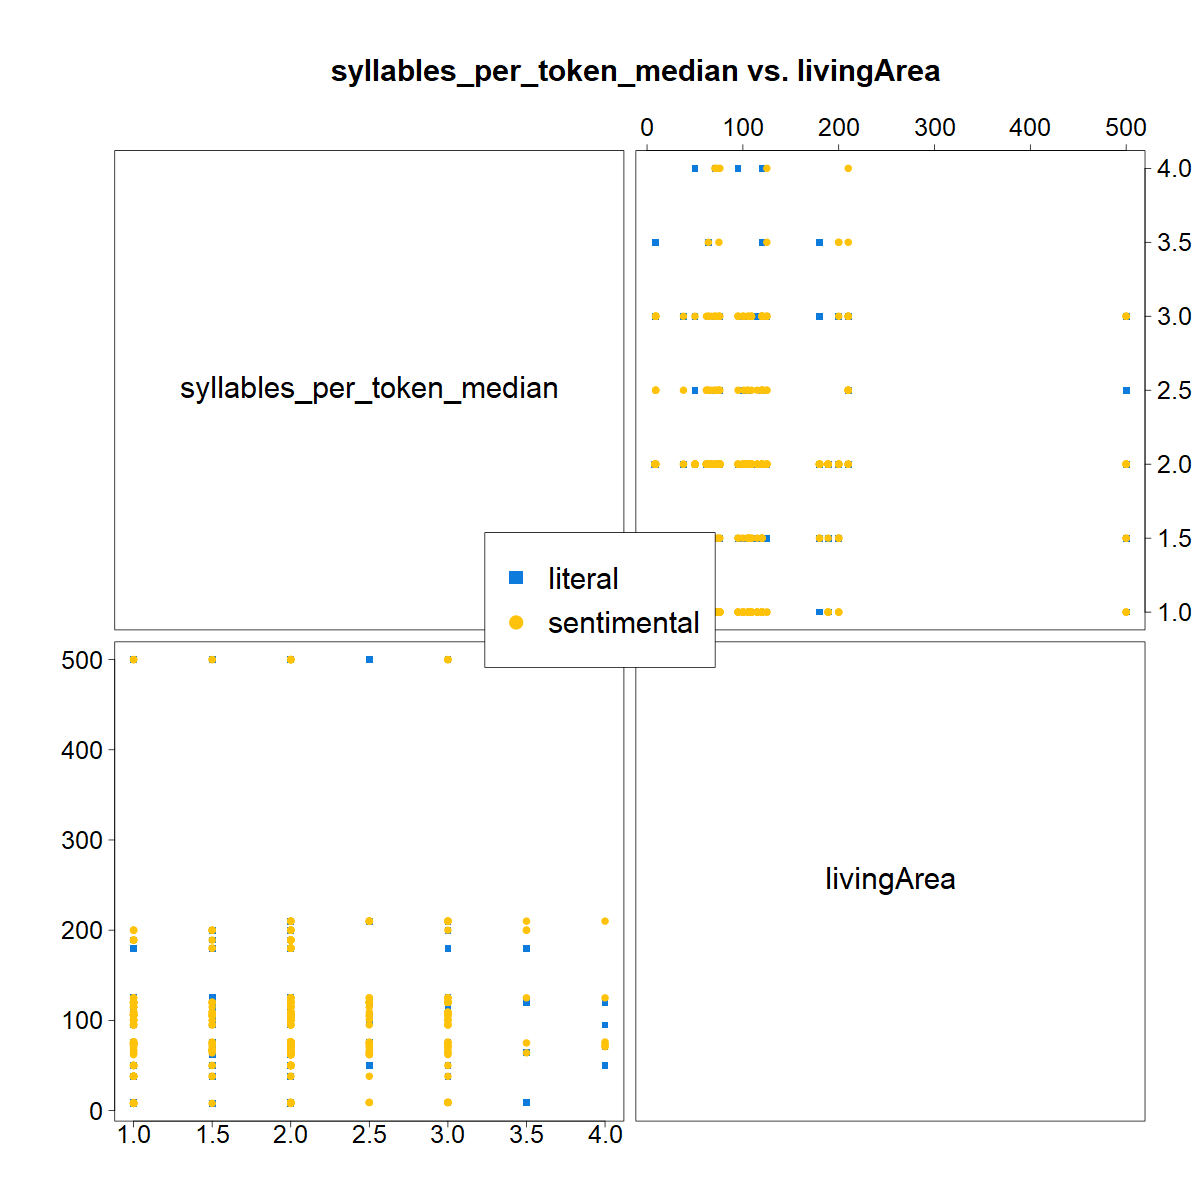 syllables_per_token_median vs. livingArea
0 100 200 300 400 500
syllables_per_token_median
4.0
3.5
3.0
2.5
2.0
1.5
1.0
literal
sentimental
500
400
300
200
100
0
livingArea
1.0 1.5 2.0 2.5 3.0 3.5 4.0